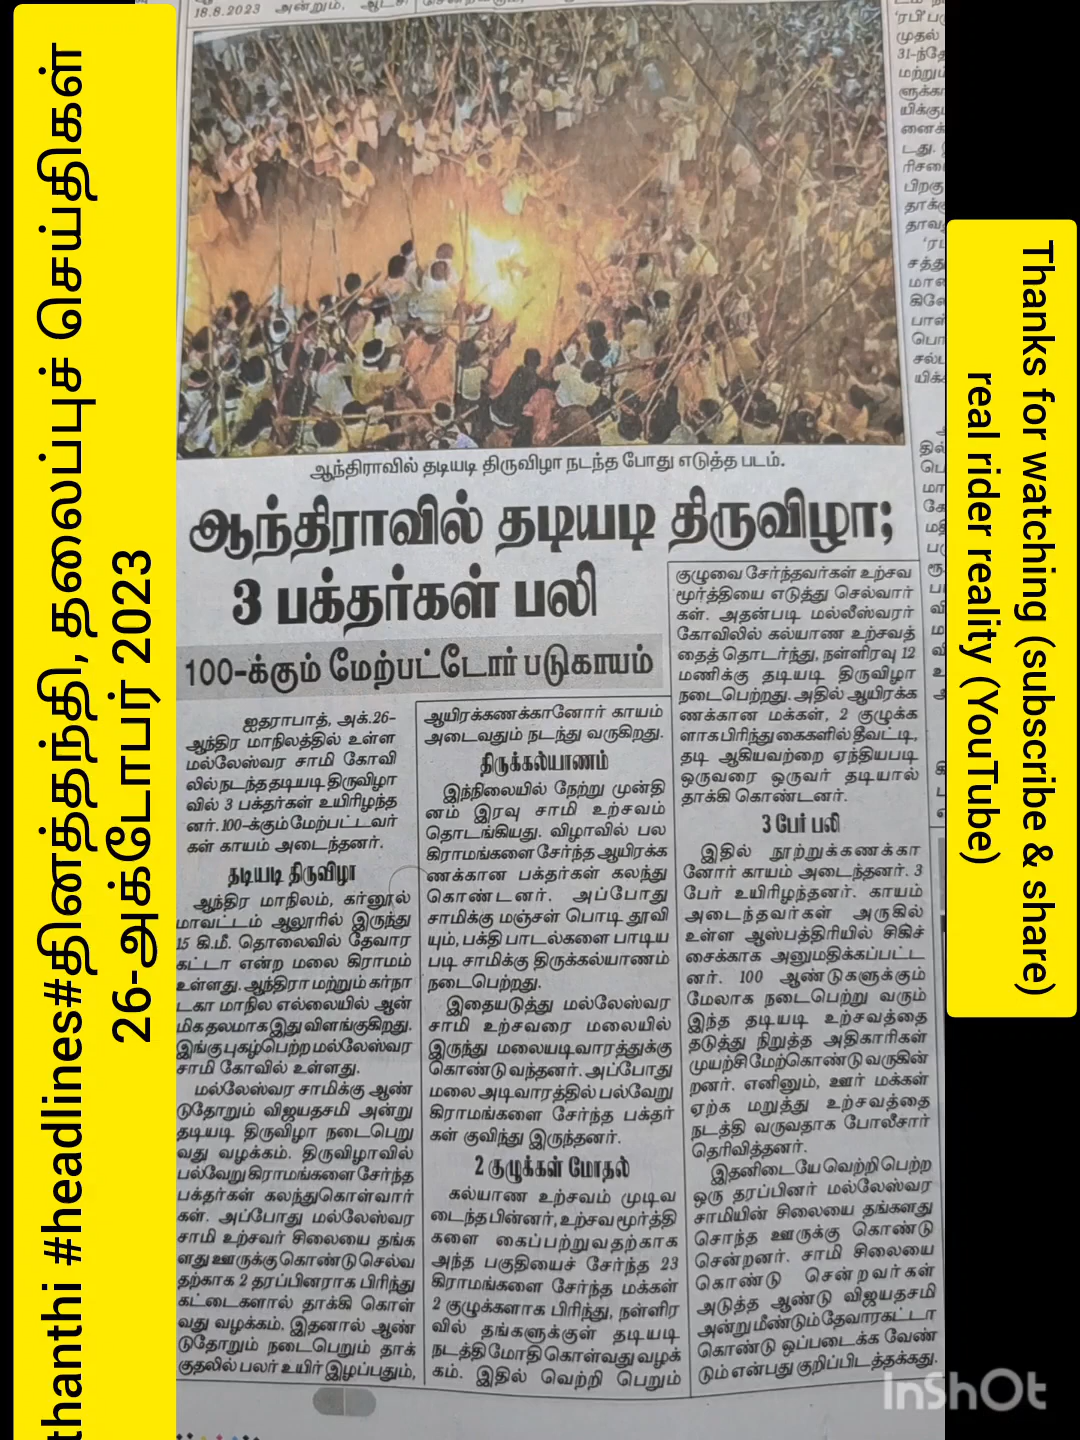 thanthi #headlines#தினத்தந்தி, தலைப்புச் செய்திகள்
26-அக்டோபர் 2023
18.8.2023 அன்றும், ஆட்சி
ஆந்திராவில் தடியடி திருவிழா நடந்த போது எடுத்த படம்.
ஆந்திராவில் தடியடி திருவிழா;
3 பக்தர்கள் பலி
100-க்கும் மேற்பட்டோர் படுகாயம்
ஐதராபாத், அக்.26-
ஆந்திர மாநிலத்தில் உள்ள
மல்லேஸ்வர சாமி கோவி
லில் நடந்த தடியடி திருவிழா
வில் 3 பக்தர்கள் உயிரிழந்த
னர். 100-க்கும் மேற்பட்டவர்
கள் காயம் அடைந்தனர்.
தடியடி திருவிழா
ஆந்திர மாநிலம், கர்னூல்
மாவட்டம் ஆலூரில் இருந்து
15 கி.மீ. தொலைவில் தேவார
கட்டா என்ற மலை கிராமம்
உள்ளது. ஆந்திரா மற்றும் கர்நா
டகா மாநில எல்லையில் ஆன்
மிக தலமாக இது விளங்குகிறது.
இங்கு புகழ்பெற்ற மல்லேஸ்வர
சாமி கோவில் உள்ளது.
மல்லேஸ்வர சாமிக்கு ஆண்
டுதோறும் விஜயதசமி அன்று
தடியடி திருவிழா நடைபெறு
வது வழக்கம். திருவிழாவில்
பல்வேறு கிராமங்களை சேர்ந்த
பக்தர்கள் கலந்துகொள்வார்
கள். அப்போது மல்லேஸ்வர
சாமி உற்சவர் சிலையை தங்க
ளது ஊருக்கு கொண்டு செல்வ
தற்காக 2 தரப்பினராக பிரிந்து
கட்டைகளால் தாக்கி கொள்
வது வழக்கம். இதனால் ஆண்
டுதோறும் நடைபெறும் தாக்
குதலில் பலர் உயிர் இழப்பதும்,
ஆயிரக்கணக்கானோர் காயம்
அடைவதும் நடந்து வருகிறது.
திருக்கல்யாணம்
இந்நிலையில் நேற்று முன்தி
னம் இரவு சாமி உற்சவம்
தொடங்கியது. விழாவில் பல
கிராமங்களை சேர்ந்த ஆயிரக்க
ணக்கான பக்தர்கள் கலந்து
கொண்டனர். அப்போது
சாமிக்கு மஞ்சள் பொடி தூவி
யும், பக்தி பாடல்களை பாடிய
படி சாமிக்கு திருக்கல்யாணம்
நடைபெற்றது.
இதையடுத்து மல்லேஸ்வர
சாமி உற்சவரை மலையில்
இருந்து மலையடிவாரத்துக்கு
கொண்டு வந்தனர். அப்போது
மலை அடிவாரத்தில் பல்வேறு
கிராமங்களை சேர்ந்த பக்தர்
கள் குவிந்து இருந்தனர்.
2 குழுக்கள் மோதல்
கல்யாண உற்சவம் முடிவ
டைந்த பின்னர், உற்சவ மூர்த்தி
களை கைப்பற்றுவதற்காக
அந்த பகுதியைச் சேர்ந்த 23
கிராமங்களை சேர்ந்த மக்கள்
2 குழுக்களாக பிரிந்து, நள்ளிர
வில் தங்களுக்குள் தடியடி
நடத்தி மோதி கொள்வது வழக்
கம். இதில் வெற்றி பெறும்
குழுவை சேர்ந்தவர்கள் உற்சவ
மூர்த்தியை எடுத்து செல்வார்
கள். அதன்படி மல்லீஸ்வரர்
கோவிலில் கல்யாண உற்சவத்
தைத் தொடர்ந்து, நள்ளிரவு 12
மணிக்கு தடியடி திருவிழா
நடைபெற்றது. அதில் ஆயிரக்க
ணக்கான மக்கள், 2 குழுக்க
ளாக பிரிந்து கைகளில் தீவட்டி,
தடி ஆகியவற்றை ஏந்தியபடி
ஒருவரை ஒருவர் தடியால்
தாக்கி கொண்டனர்.
3 பேர் பலி
இதில் நூற்றுக்கணக்கா
னோர் காயம் அடைந்தனர். 3
பேர் உயிரிழந்தனர். காயம்
அடைந்தவர்கள் அருகில்
உள்ள ஆஸ்பத்திரியில் சிகிச்
சைக்காக அனுமதிக்கப்பட்ட
னர். 100 ஆண்டுகளுக்கும்
மேலாக நடைபெற்று வரும்
இந்த தடியடி உற்சவத்தை
தடுத்து நிறுத்த அதிகாரிகள்
முயற்சி மேற்கொண்டு வருகின்
றனர். எனினும், ஊர் மக்கள்
ஏற்க மறுத்து உற்சவத்தை
நடத்தி வருவதாக போலீசார்
தெரிவித்தனர்.
இதனிடையே வெற்றி பெற்ற
ஒரு தரப்பினர் மல்லேஸ்வர
சாமியின் சிலையை தங்களது
சொந்த ஊருக்கு கொண்டு
சென்றனர். சாமி சிலையை
கொண்டு சென்றவர்கள்
அடுத்த ஆண்டு விஜயதசமி
அன்று மீண்டும் தேவாரகட்டா
கொண்டு ஒப்படைக்க வேண்
டும் என்பது குறிப்பிடத்தக்கது.
Thanks for watching (subscribe & share)
real rider reality (YouTube)
InShOt